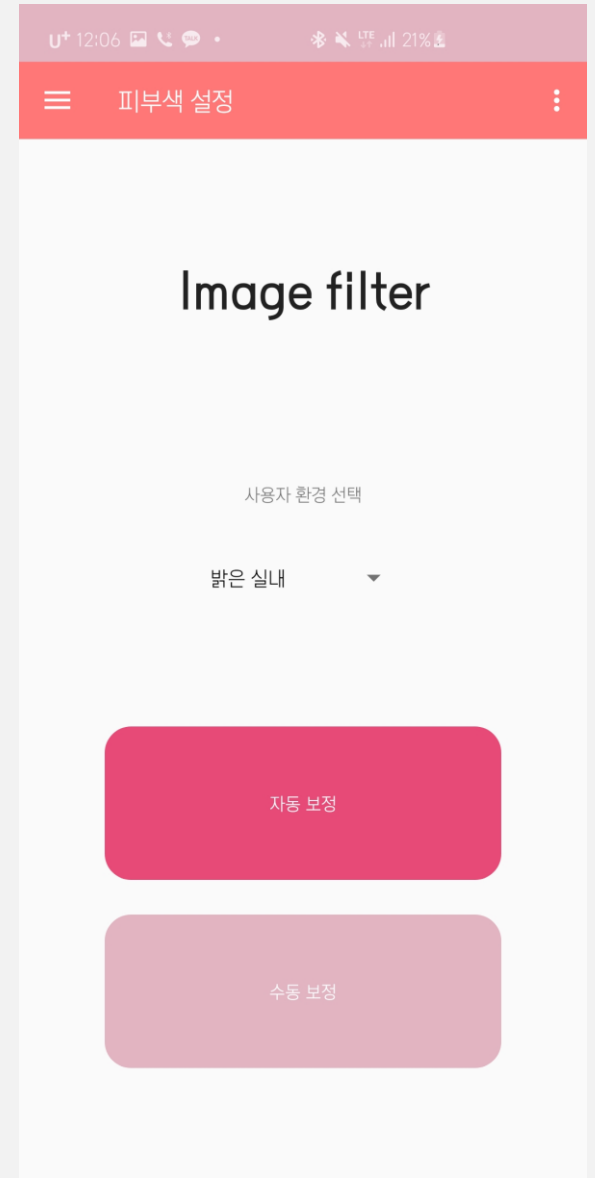 U+ 12:06 LTE 21%
피부색 설정
Image filter
사용자 환경 선택
밝은 실내
자동 보정
수동 보정